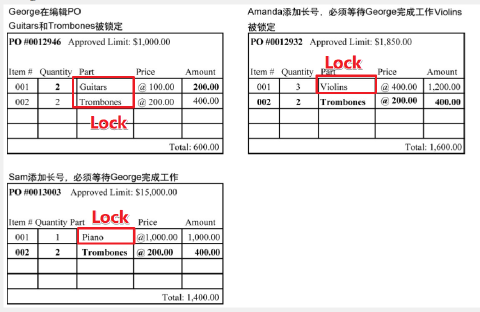 George在编辑PO
Guitars和Trombones被锁定
PO #0012946 Approved Limit: $1,000.00
Item # Quantity Part Price Amount
001 2 Guitars @ 100.00 200.00
002 2 Trombones @ 200.00 400.00
Lock
Total: 600.00
Amanda添加长号，必须等待George完成工作Violins
被锁定
PO #0012932 Approved Limit: $1,850.00
Lock
Item # Quantity Part Price Amount
001 3 Violins @ 400.00 1,200.00
002 2 Trombones @ 200.00 400.00
Total: 1,600.00
Sam添加长号，必须等待George完成工作
PO #0013003 Approved Limit: $15,000.00
Lock
Item # Quantity Part Price Amount
001 1 Piano @1,000.00 1,000.00
002 2 Trombones @ 200.00 400.00
Total: 1,400.00